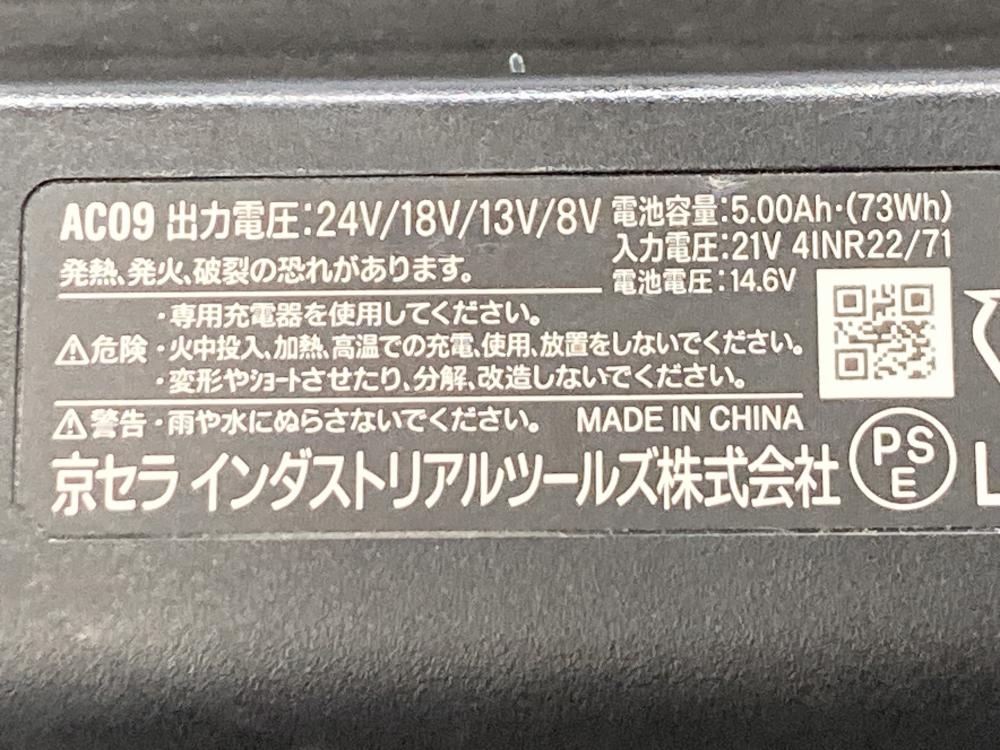 AC09 出力電圧:24V/18V/13V/8V
電池容量:5.00Ah・(73Wh)
入力電圧:21V 4INR22/71
電池電圧:14.6V
発熱、発火、破裂の恐れがあります。
・専用充電器を使用してください。
⚠危険・火中投入、加熱、高温での充電、使用、放置をしないでください。
・変形やショートさせたり、分解、改造しないでください。
⚠警告・雨や水にぬらさないでください。 MADE IN CHINA
京セラ インダストリアルツールズ株式会社
PS
E
L